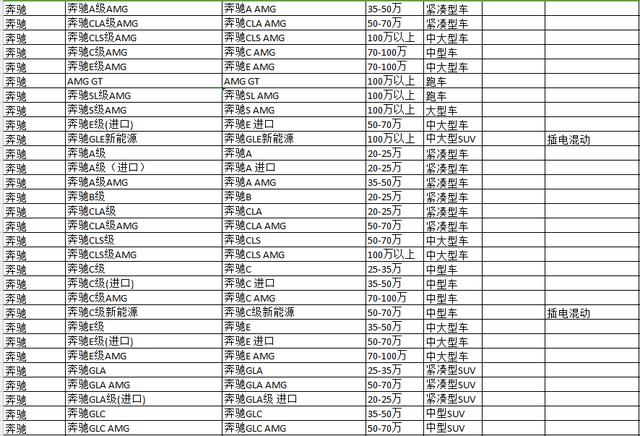 奔驰 奔驰A级AMG 奔驰A AMG 35-50万 紧凑型车
奔驰 奔驰CLA级AMG 奔驰CLA AMG 50-70万 紧凑型车
奔驰 奔驰CLS级AMG 奔驰CLS AMG 100万以上 中大型车
奔驰 奔驰C级AMG 奔驰C AMG 70-100万 中型车
奔驰 奔驰E级AMG 奔驰E AMG 70-100万 中大型车
奔驰 AMG GT AMG GT 100万以上 跑车
奔驰 奔驰SL级AMG 奔驰SL AMG 100万以上 跑车
奔驰 奔驰S级AMG 奔驰S AMG 100万以上 大型车
奔驰 奔驰E级(进口) 奔驰E 进口 50-70万 中大型车
奔驰 奔驰GLE新能源 奔驰GLE新能源 100万以上 中大型SUV 插电混动
奔驰 奔驰A级 奔驰A 20-25万 紧凑型车
奔驰 奔驰A级（进口） 奔驰A 进口 20-25万 紧凑型车
奔驰 奔驰A级AMG 奔驰A AMG 35-50万 紧凑型车
奔驰 奔驰B级 奔驰B 20-25万 紧凑型车
奔驰 奔驰CLA级 奔驰CLA 20-25万 紧凑型车
奔驰 奔驰CLA级AMG 奔驰CLA AMG 50-70万 紧凑型车
奔驰 奔驰CLS级 奔驰CLS 50-70万 中大型车
奔驰 奔驰CLS级AMG 奔驰CLS AMG 100万以上 中大型车
奔驰 奔驰C级 奔驰C 25-35万 中型车
奔驰 奔驰C级(进口) 奔驰C 进口 35-50万 中型车
奔驰 奔驰C级AMG 奔驰C AMG 70-100万 中型车
奔驰 奔驰C级新能源 奔驰C级新能源 50-70万 中型车 插电混动
奔驰 奔驰E级 奔驰E 35-50万 中大型车
奔驰 奔驰E级(进口) 奔驰E 进口 50-70万 中大型车
奔驰 奔驰E级AMG 奔驰E AMG 70-100万 中大型车
奔驰 奔驰GLA 奔驰GLA 25-35万 紧凑型SUV
奔驰 奔驰GLA AMG 奔驰GLA AMG 50-70万 紧凑型SUV
奔驰 奔驰GLA级(进口) 奔驰GLA级 进口 20-25万 紧凑型SUV
奔驰 奔驰GLC 奔驰GLC 35-50万 中型SUV
奔驰 奔驰GLC AMG 奔驰GLC AMG 50-70万 中型SUV